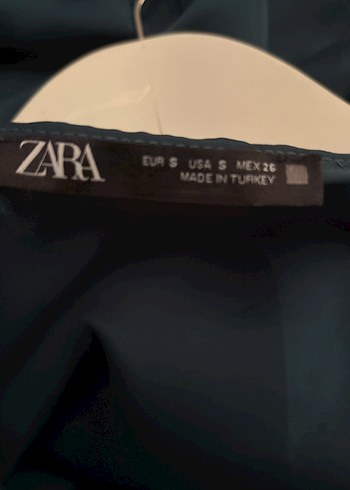 ZARA
EUR S USA S MEX 26
MADE IN TURKEY